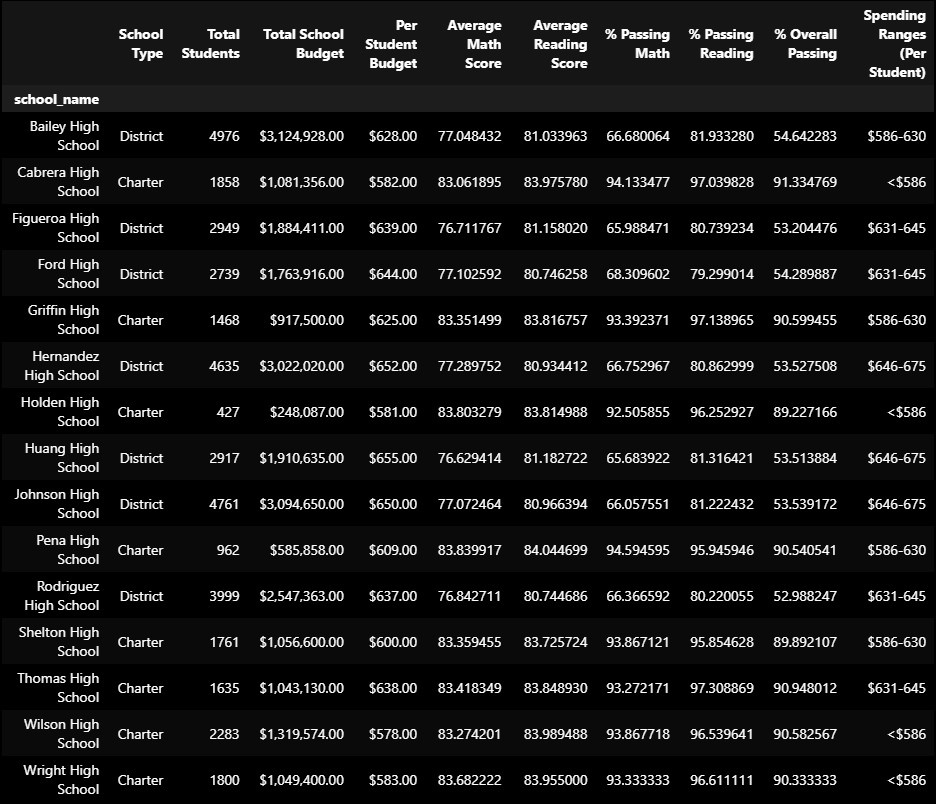 School Type Total Students Total School Budget Per Student Budget Average Math Score Average Reading Score % Passing Math % Passing Reading % Overall Passing Spending Ranges (Per Student)
school_name
Bailey High School District 4976 $3,124,928.00 $628.00 77.048432 81.033963 66.680064 81.933280 54.642283 $586-630
Cabrera High School Charter 1858 $1,081,356.00 $582.00 83.061895 83.975780 94.133477 97.039828 91.334769 <$586
Figueroa High School District 2949 $1,884,411.00 $639.00 76.711767 81.158020 65.988471 80.739234 53.204476 $631-645
Ford High School District 2739 $1,763,916.00 $644.00 77.102592 80.746258 68.309602 79.299014 54.289887 $631-645
Griffin High School Charter 1468 $917,500.00 $625.00 83.351499 83.816757 93.392371 97.138965 90.599455 $586-630
Hernandez High School District 4635 $3,022,020.00 $652.00 77.289752 80.934412 66.752967 80.862999 53.527508 $646-675
Holden High School Charter 427 $248,087.00 $581.00 83.803279 83.814988 92.505855 96.252927 89.227166 <$586
Huang High School District 2917 $1,910,635.00 $655.00 76.629414 81.182722 65.683922 81.316421 53.513884 $646-675
Johnson High School District 4761 $3,094,650.00 $650.00 77.072464 80.966394 66.057551 81.222432 53.539172 $646-675
Pena High School Charter 962 $585,858.00 $609.00 83.839917 84.044699 94.594595 95.945946 90.540541 $586-630
Rodriguez High School District 3999 $2,547,363.00 $637.00 76.842711 80.744686 66.366592 80.220055 52.988247 $631-645
Shelton High School Charter 1761 $1,056,600.00 $600.00 83.359455 83.725724 93.867121 95.854628 89.892107 $586-630
Thomas High School Charter 1635 $1,043,130.00 $638.00 83.418349 83.848930 93.272171 97.308869 90.948012 $631-645
Wilson High School Charter 2283 $1,319,574.00 $578.00 83.274201 83.989488 93.867718 96.539641 90.582567 <$586
Wright High School Charter 1800 $1,049,400.00 $583.00 83.682222 83.955000 93.333333 96.611111 90.333333 <$586